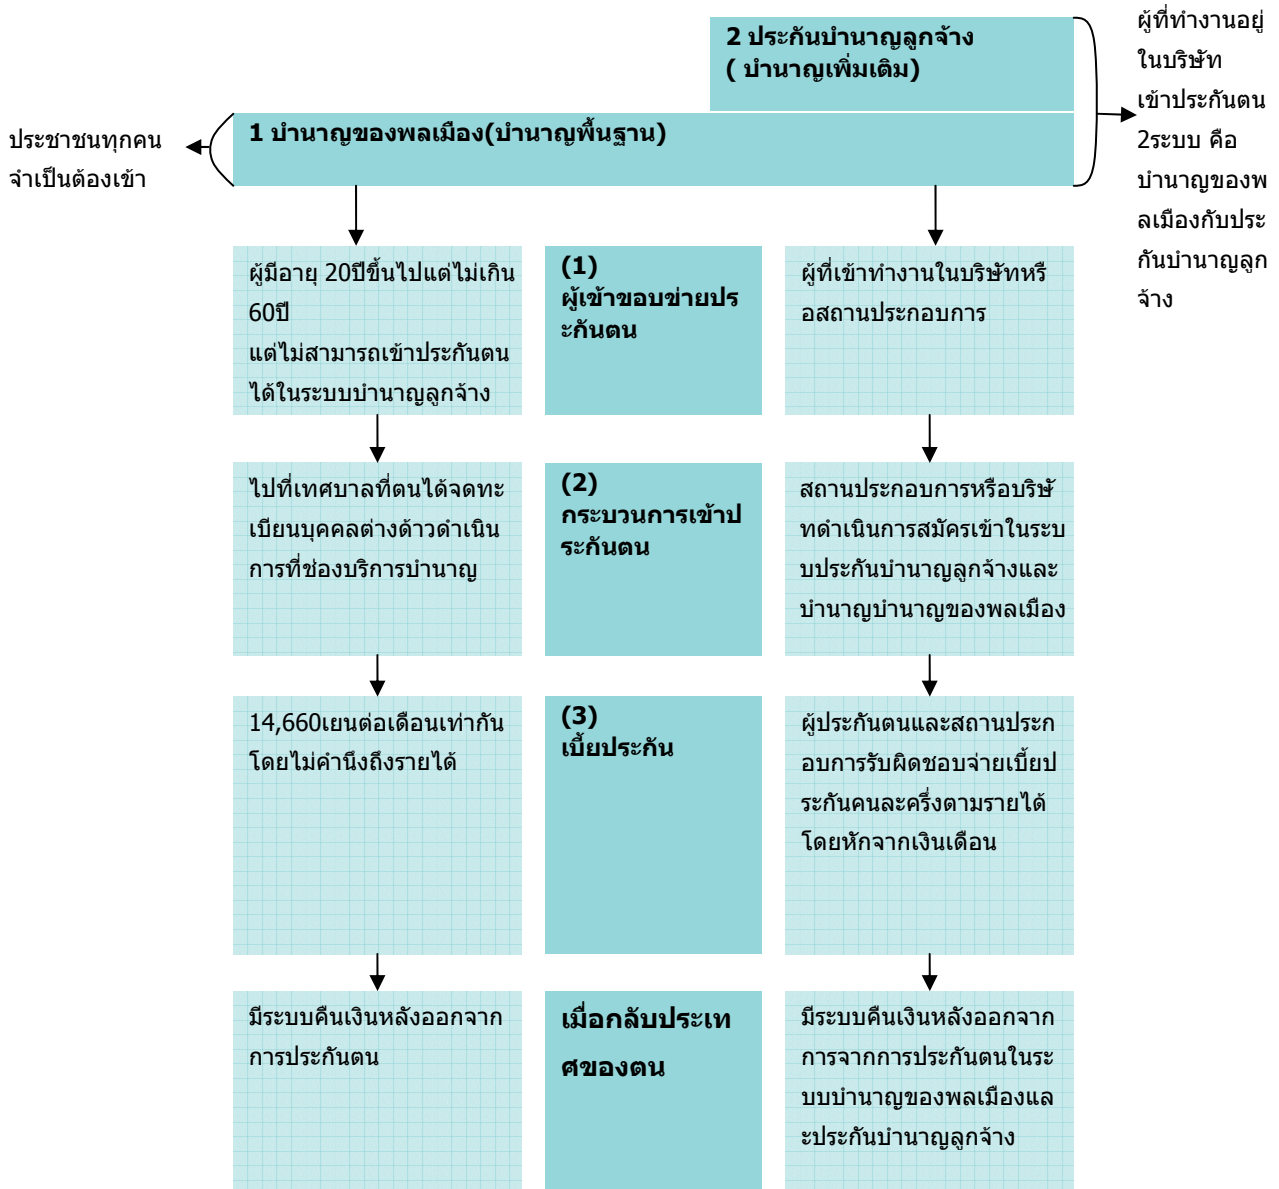 2 ประกันบำนาญลูกจ้าง
( บำนาญเพิ่มเติม)
ผู้ที่ทำงานอยู่
ในบริษัท
เข้าประกันตน
2ระบบ คือ
บำนาญของพ
ลเมืองกับประ
กันบำนาญลูก
จ้าง
1 บำนาญของพลเมือง(บำนาญพื้นฐาน)
ประชาชนทุกคน
จำเป็นต้องเข้า
ผู้มีอายุ 20ปีขึ้นไปแต่ไม่เกิน
60ปี
แต่ไม่สามารถเข้าประกันตน
ได้ในระบบบำนาญลูกจ้าง
(1)
ผู้เข้าขอบข่ายปร
ะกันตน
ผู้ที่เข้าทำงานในบริษัทหรื
อสถานประกอบการ
ไปที่เทศบาลที่ตนได้จดทะ
เบียนบุคคลต่างด้าวดำเนิน
การที่ช่องบริการบำนาญ
(2)
กระบวนการเข้าป
ระกันตน
สถานประกอบการหรือบริษั
ทดำเนินการสมัครเข้าในระบ
บประกันบำนาญลูกจ้างและ
บำนาญบำนาญของพลเมือง
14,660เยนต่อเดือนเท่ากัน
โดยไม่คำนึงถึงรายได้
(3)
เบี้ยประกัน
ผู้ประกันตนและสถานประก
อบการรับผิดชอบจ่ายเบี้ยป
ระกันคนละครึ่งตามรายได้
โดยหักจากเงินเดือน
มีระบบคืนเงินหลังออกจาก
การประกันตน
เมื่อกลับประเท
ศของตน
มีระบบคืนเงินหลังออกจาก
การจากการประกันตนในระ
บบบำนาญของพลเมืองแล
ะประกันบำนาญลูกจ้าง